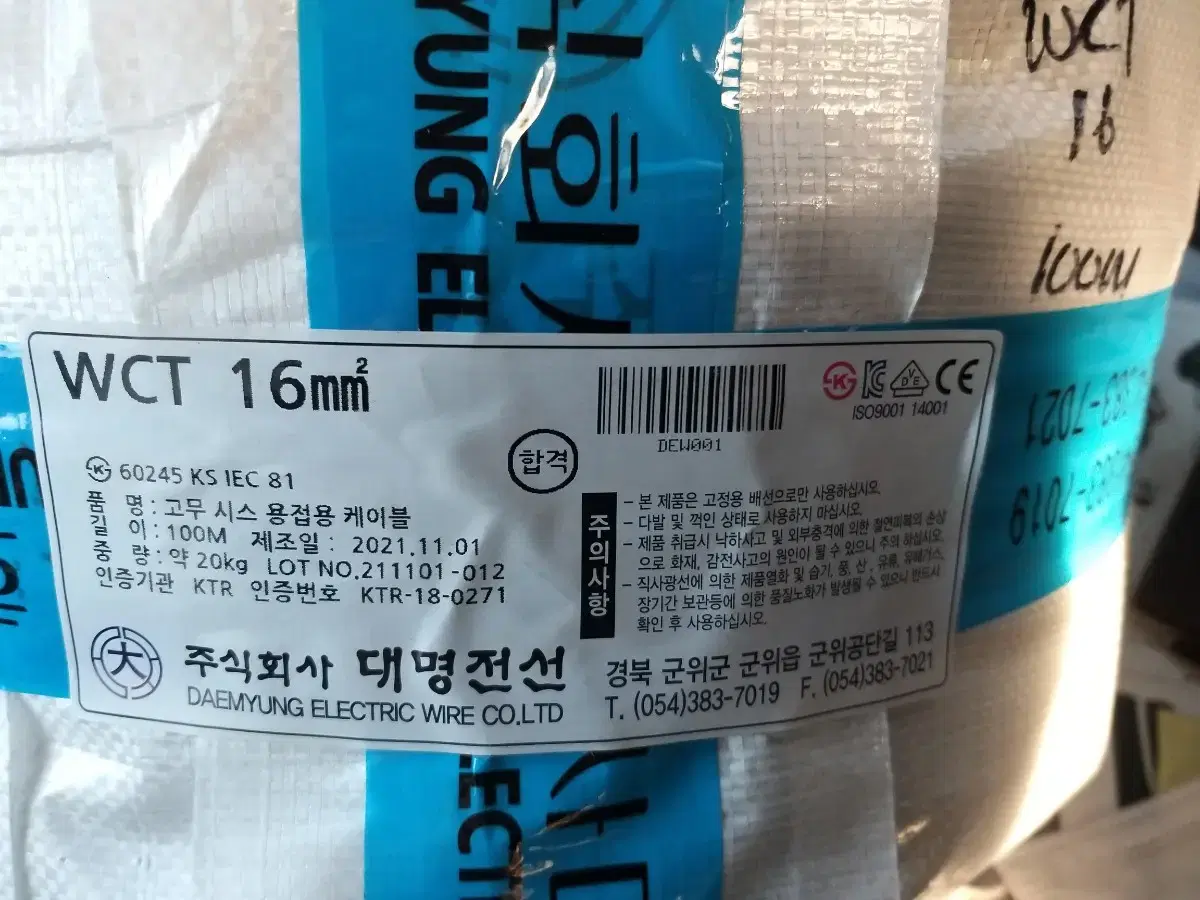 YUNG EL
식회사
WCT
16
100M
383-7021
383-7019
WCT 16㎟
DEW001
ISO9001 14001
CE
합격
60245 KS IEC 81
품 명 : 고무 시스 용접용 케이블
길 이 : 100M 제조일 : 2021.11.01
중 량 : 약 20kg LOT NO.211101-012
인증기관 KTR 인증번호 KTR-18-0271
주의사항
- 본 제품은 고정용 배선으로만 사용하십시오.
- 다발 및 꺽인 상태로 사용하지 마십시오.
- 제품 취급시 낙하사고 및 외부충격에 의한 절연피복의 손상
으로 화재, 감전사고의 원인이 될 수 있으니 주의 하십시오.
- 직사광선에 의한 제품열화 및 습기, 풍, 산, 유류, 유해가스,
장기간 보관등에 의한 품질노화가 발생될 수 있으니 반드시
확인 후 사용하십시오.
大
주식회사 대명전선
DAEMYUNG ELECTRIC WIRE CO.LTD
경북 군위군 군위읍 군위공단길 113
T. (054)383-7019 F. (054)383-7021
LECT